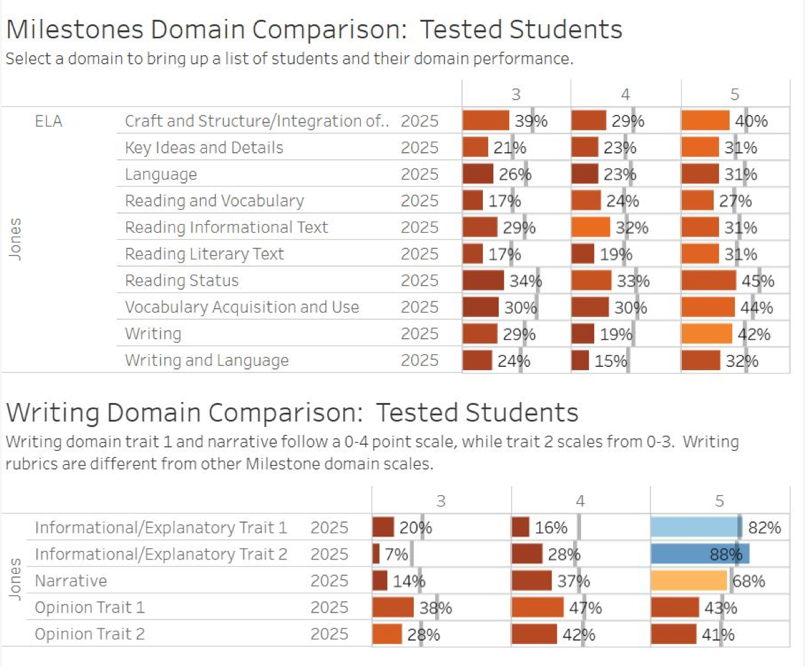 Milestones Domain Comparison:  Tested Students
Select a domain to bring up a list of students and their domain performance.
3 4 5
ELA Craft and Structure/Integration of.. 2025 39% 29% 40%
Key Ideas and Details 2025 21% 23% 31%
Language 2025 26% 23% 31%
Reading and Vocabulary 2025 17% 24% 27%
Reading Informational Text 2025 29% 32% 31%
Reading Literary Text 2025 17% 19% 31%
Reading Status 2025 34% 33% 45%
Vocabulary Acquisition and Use 2025 30% 30% 44%
Writing 2025 29% 19% 42%
Writing and Language 2025 24% 15% 32%
Jones
Writing Domain Comparison:  Tested Students
Writing domain trait 1 and narrative follow a 0-4 point scale, while trait 2 scales from 0-3.  Writing
rubrics are different from other Milestone domain scales.
3 4 5
Informational/Explanatory Trait 1 2025 20% 16% 82%
Informational/Explanatory Trait 2 2025 7% 28% 88%
Narrative 2025 14% 37% 68%
Opinion Trait 1 2025 38% 47% 43%
Opinion Trait 2 2025 28% 42% 41%
Jones